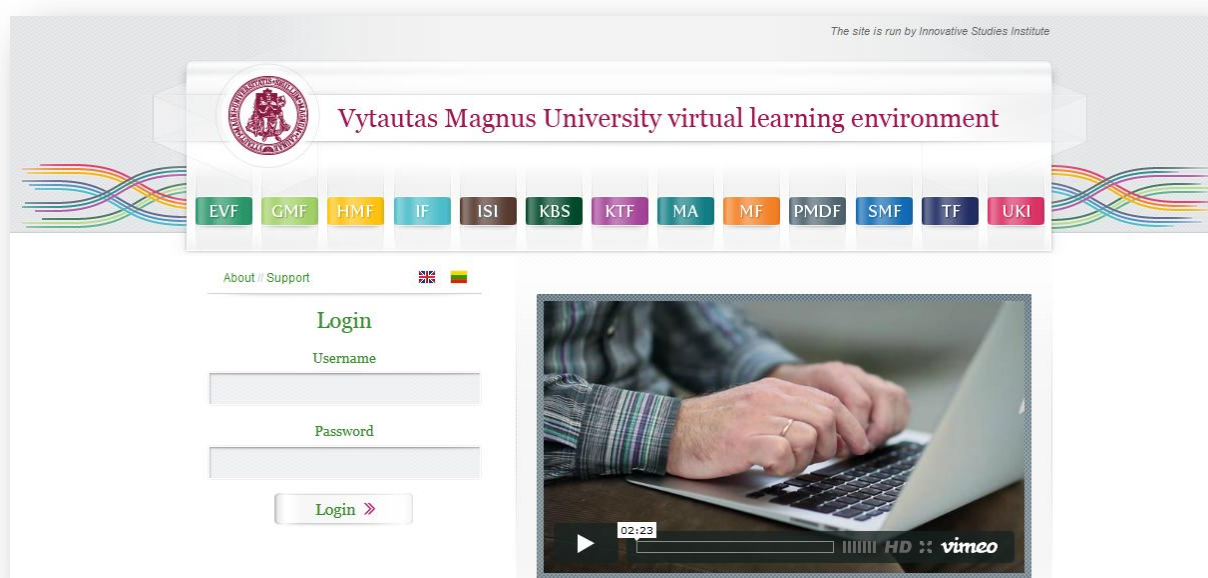 The site is run by Innovative Studies Institute
Vytautas Magnus University virtual learning environment
EVF GMF HMF IF ISI KBS KTF MA MF PMDF SMF TF UKI
About // Support
Login
Username
Password
Login »
02:23
HD vimeo